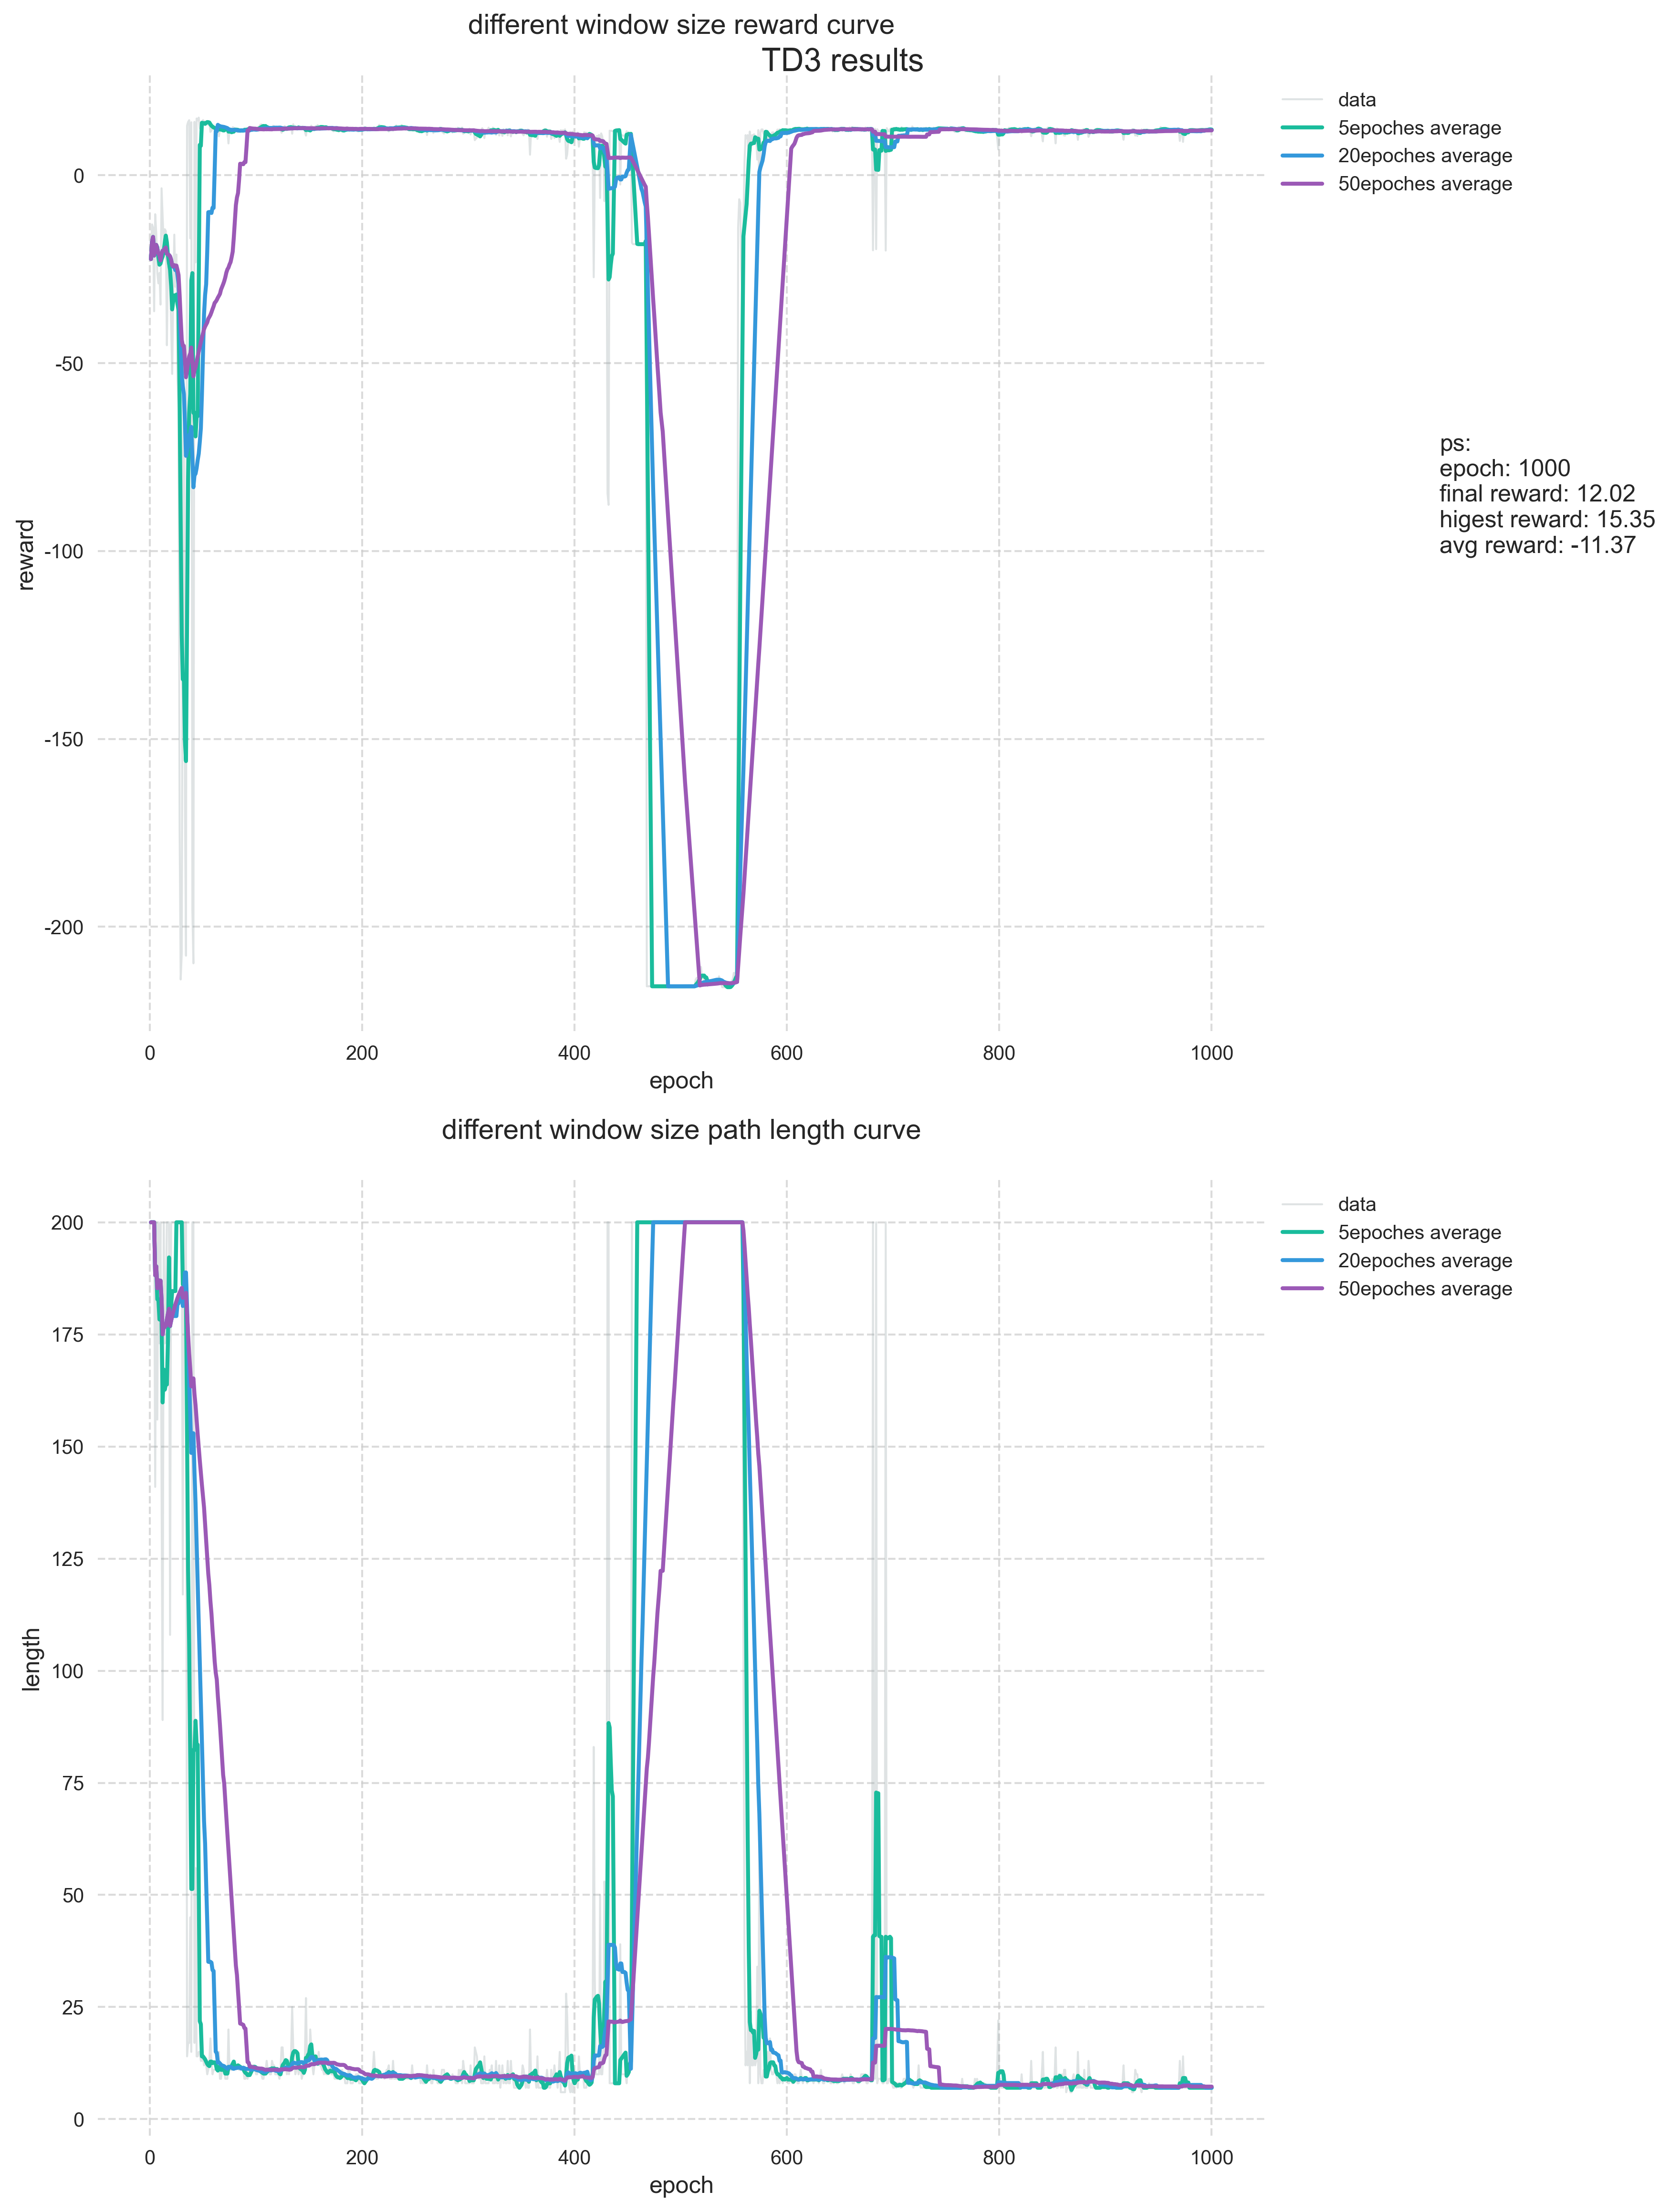 different window size reward curve
TD3 results
data
5epoches average
20epoches average
50epoches average
0
-50
-100
-150
-200
reward
ps:
epoch: 1000
final reward: 12.02
higest reward: 15.35
avg reward: -11.37
0 200 400 600 800 1000
epoch
different window size path length curve
data
5epoches average
20epoches average
50epoches average
200
175
150
125
100
75
50
25
0
length
0 200 400 600 800 1000
epoch